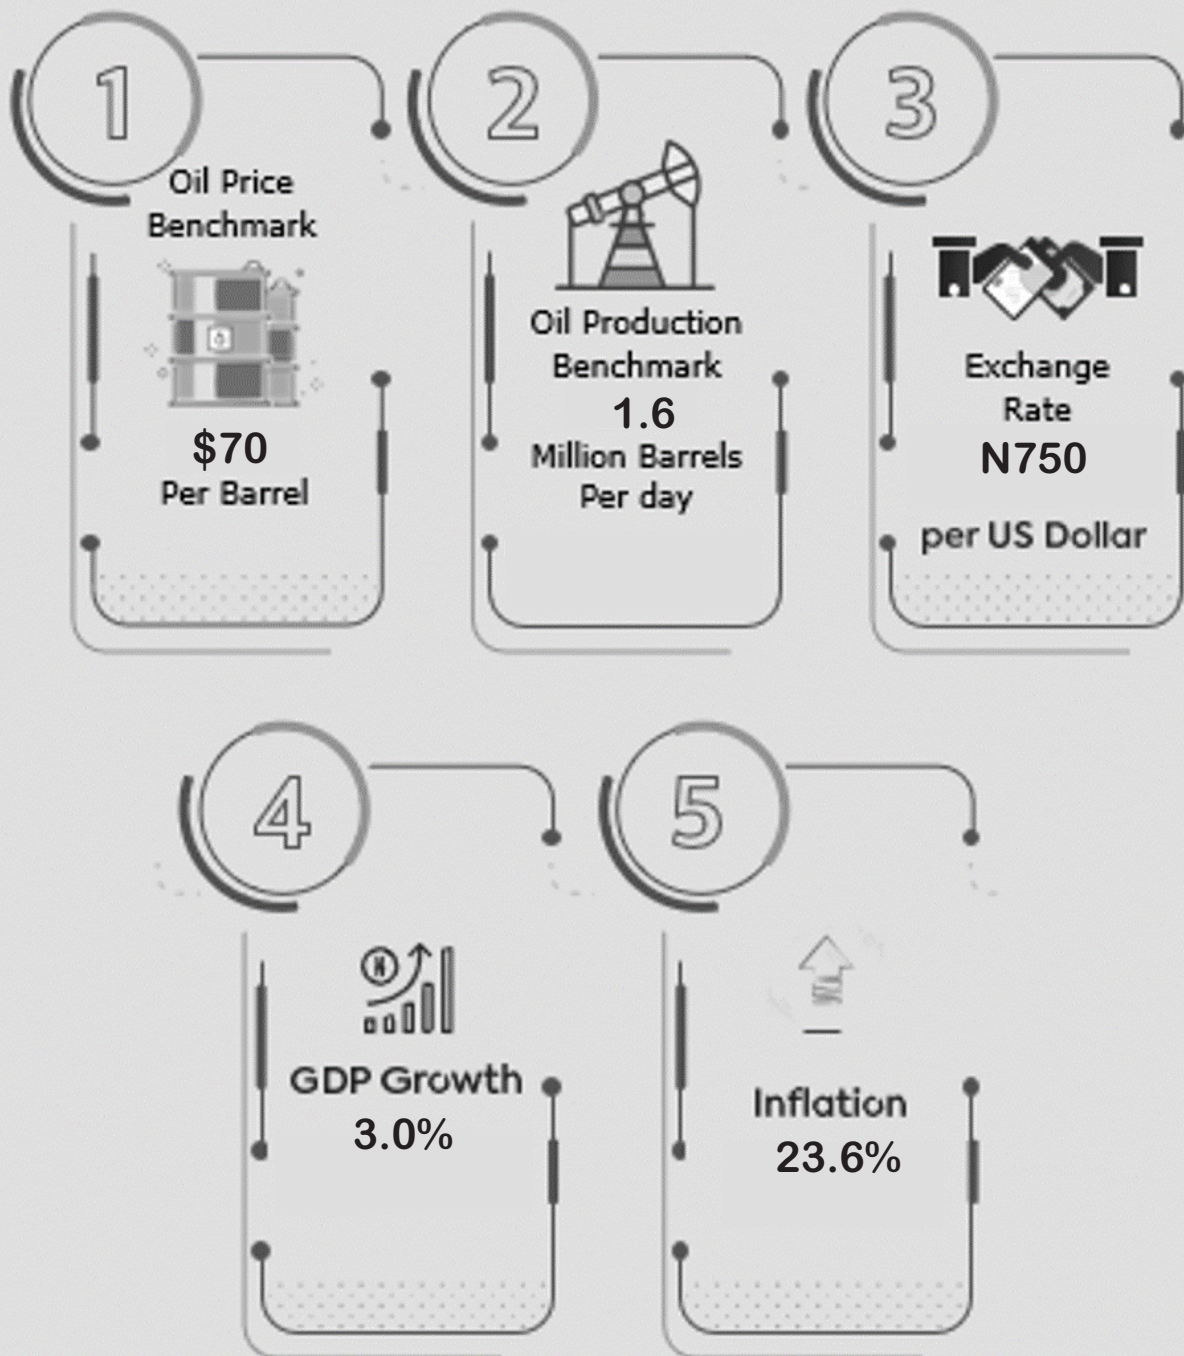 1
Oil Price
Benchmark
$70
Per Barrel
2
Oil Production
Benchmark
1.6
Million Barrels
Per day
3
Exchange
Rate
N750
per US Dollar
4
N
GDP Growth
3.0%
5
Inflation
23.6%